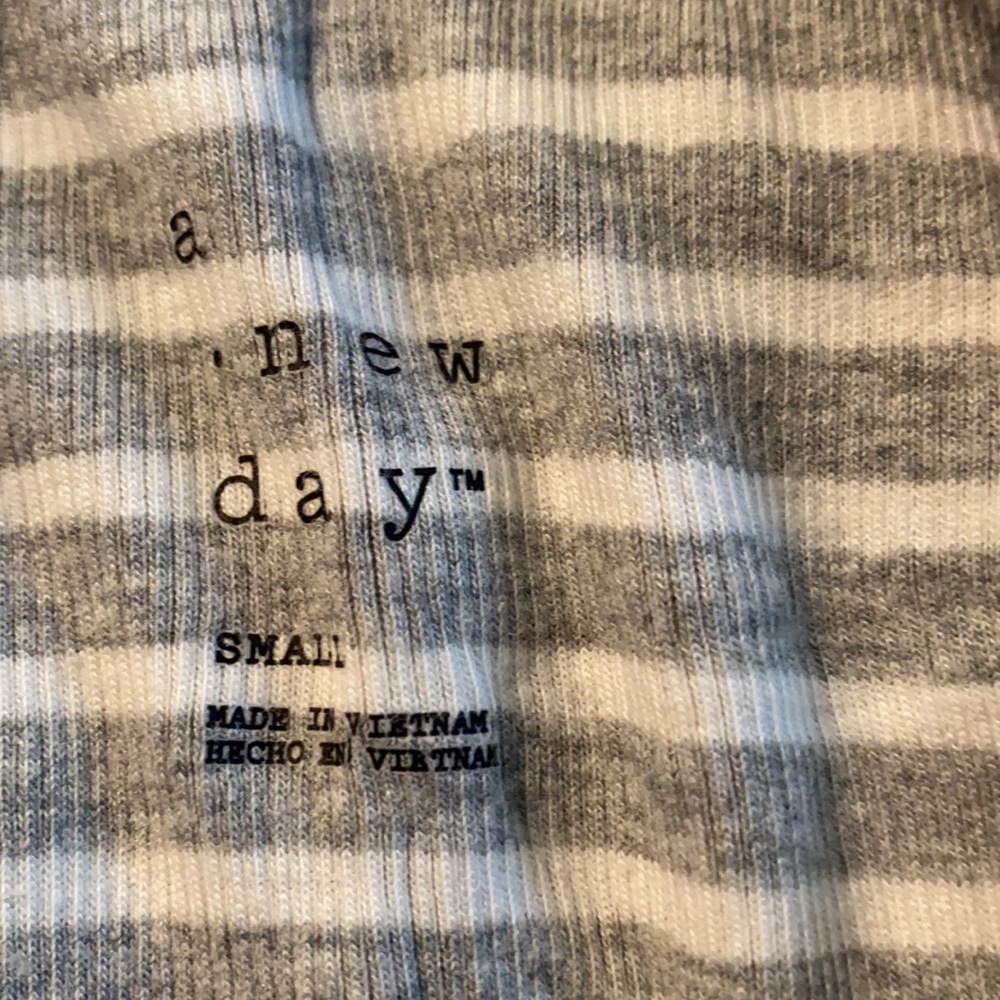 a
new
day™
SMALL
MADE IN VIETNAM
HECHO EN VIETNAM